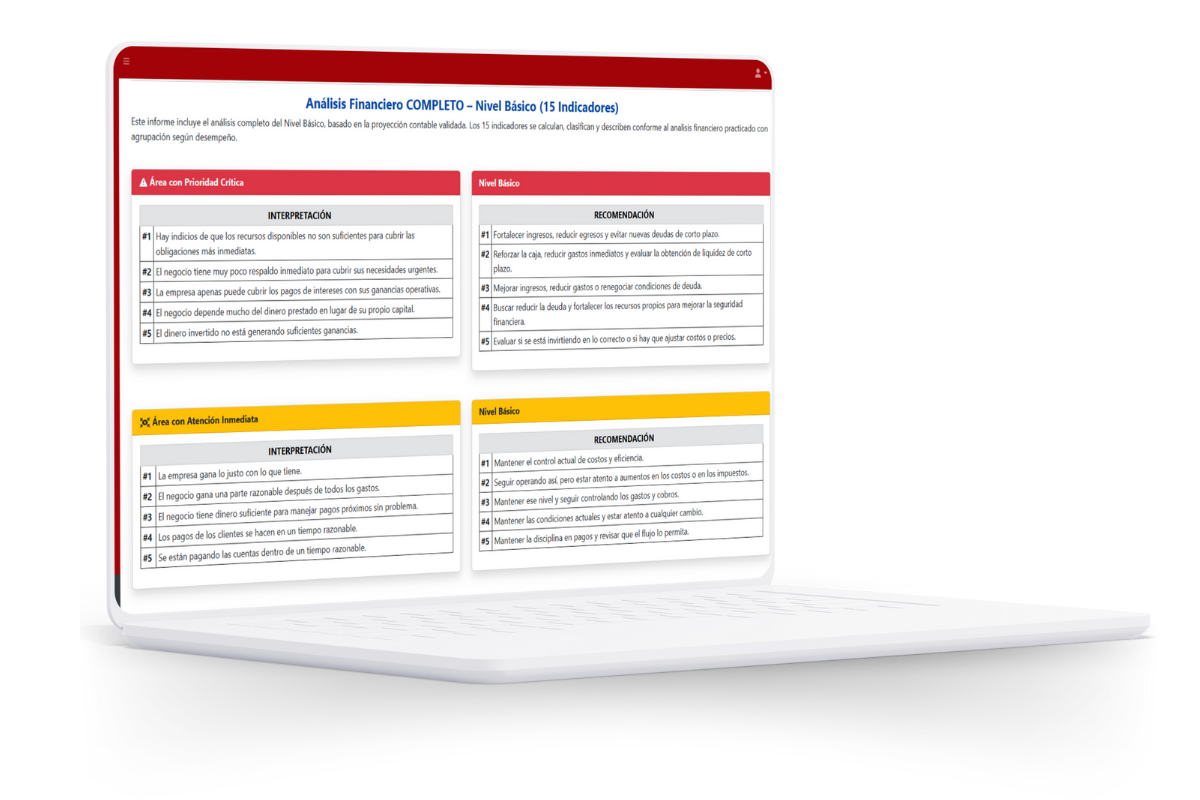 Análisis Financiero COMPLETO – Nivel Básico (15 Indicadores)
Este informe incluye el análisis completo del Nivel Básico, basado en la proyección contable validada. Los 15 indicadores se calculan, clasifican y describen conforme al analisis financiero practicado con
agrupación según desempeño.
Área con Prioridad Crítica
INTERPRETACIÓN
#1 Hay indicios de que los recursos disponibles no son suficientes para cubrir las
obligaciones más inmediatas.
#2 El negocio tiene muy poco respaldo inmediato para cubrir sus necesidades urgentes.
#3 La empresa apenas puede cubrir los pagos de intereses con sus ganancias operativas.
#4 El negocio depende mucho del dinero prestado en lugar de su propio capital.
#5 El dinero invertido no está generando suficientes ganancias.
Nivel Básico
RECOMENDACIÓN
#1 Fortalecer ingresos, reducir egresos y evitar nuevas deudas de corto plazo.
#2 Reforzar la caja, reducir gastos inmediatos y evaluar la obtención de liquidez de corto
plazo.
#3 Mejorar ingresos, reducir gastos o renegociar condiciones de deuda.
#4 Buscar reducir la deuda y fortalecer los recursos propios para mejorar la seguridad
financiera.
#5 Evaluar si se está invirtiendo en lo correcto o si hay que ajustar costos o precios.
Área con Atención Inmediata
INTERPRETACIÓN
#1 La empresa gana lo justo con lo que tiene.
#2 El negocio gana una parte razonable después de todos los gastos.
#3 El negocio tiene dinero suficiente para manejar pagos próximos sin problema.
#4 Los pagos de los clientes se hacen en un tiempo razonable.
#5 Se están pagando las cuentas dentro de un tiempo razonable.
Nivel Básico
RECOMENDACIÓN
#1 Mantener el control actual de costos y eficiencia.
#2 Seguir operando así, pero estar atento a aumentos en los costos o en los impuestos.
#3 Mantener ese nivel y seguir controlando los gastos y cobros.
#4 Mantener las condiciones actuales y estar atento a cualquier cambio.
#5 Mantener la disciplina en pagos y revisar que el flujo lo permita.